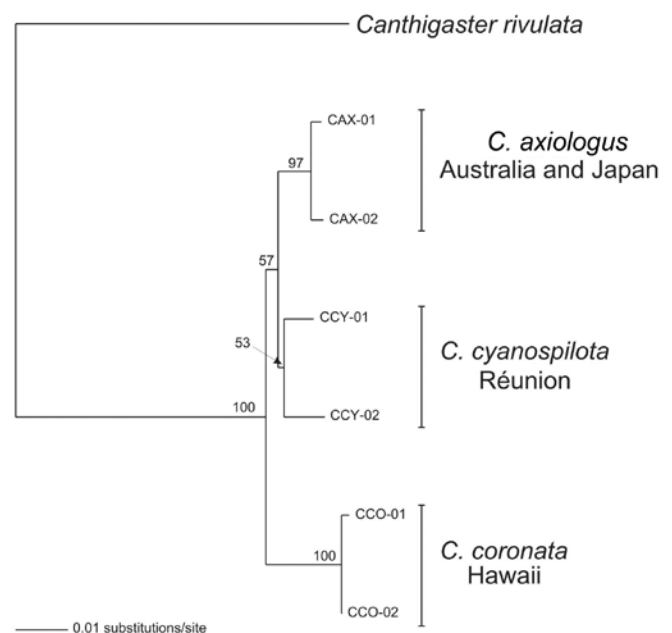 Canthigaster rivulata
CAX-01
C. axiologus
97
Australia and Japan
CAX-02
57
CCY-01
53
C. cyanospilota
Réunion
100
CCY-02
CCO-01
100
C. coronata
Hawaii
CCO-02
0.01 substitutions/site